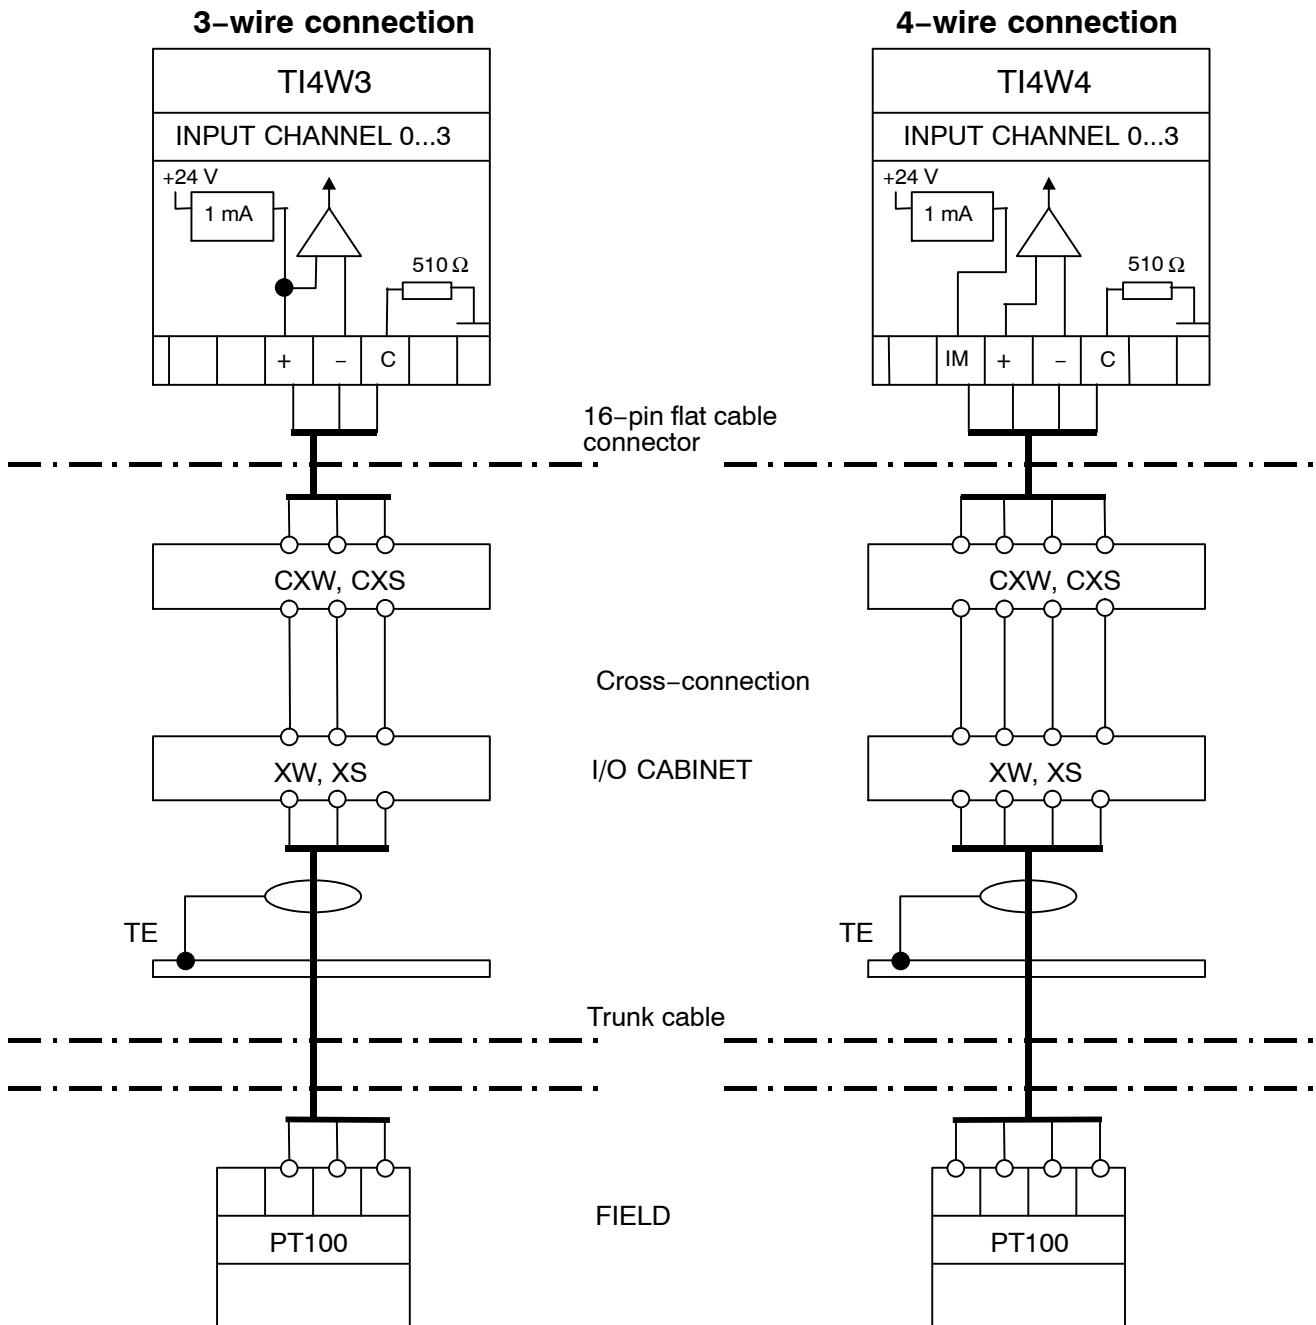 3–wire connection
4–wire connection
TI4W3
TI4W4
INPUT CHANNEL 0...3
INPUT CHANNEL 0...3
+24 V
1 mA
510 Ω
+24 V
1 mA
510 Ω
+ – C
IM + – C
16–pin flat cable
connector
CXW, CXS
CXW, CXS
Cross–connection
XW, XS
I/O CABINET
XW, XS
TE
TE
Trunk cable
FIELD
PT100
PT100